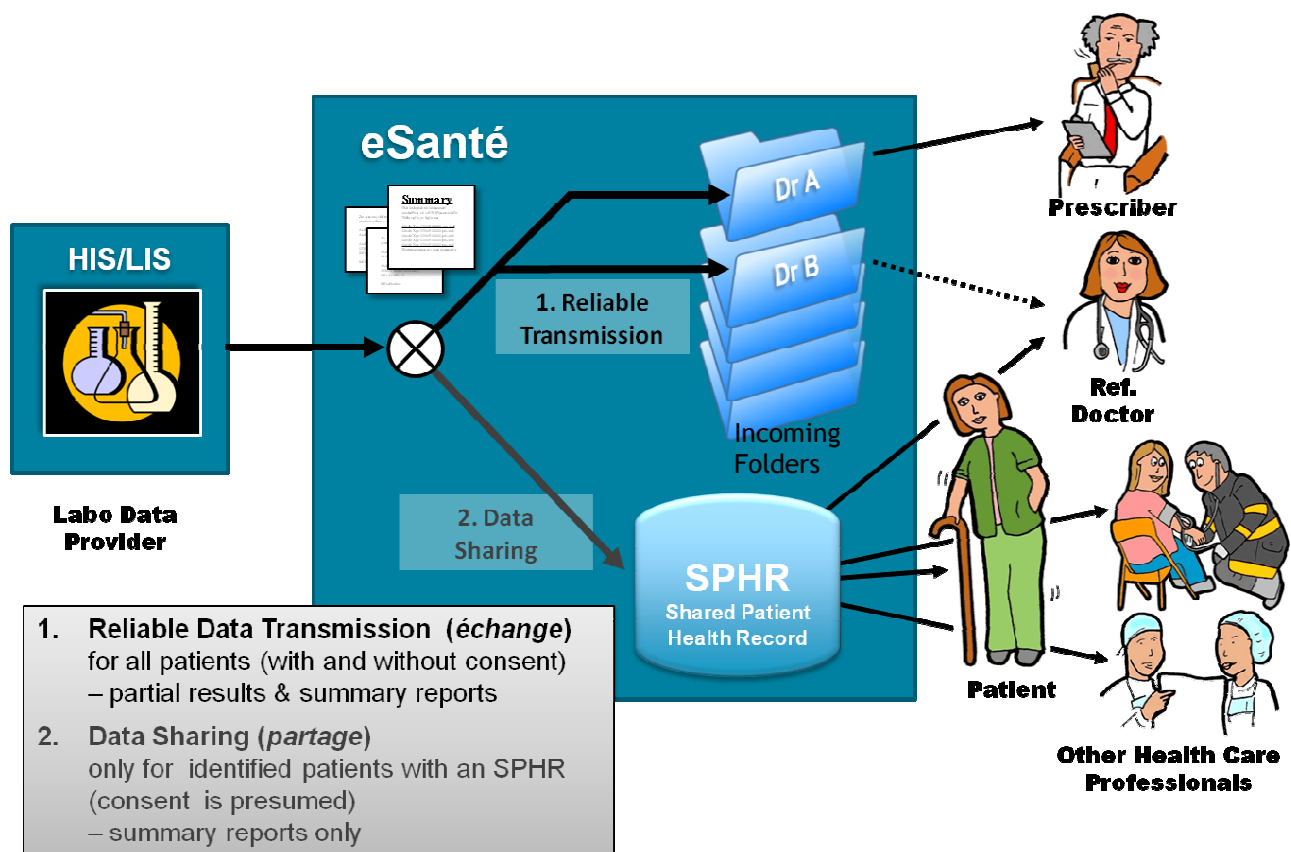 eSanté
Summary
HIS/LIS
Dr A
Dr B
1. Reliable
Transmission
Incoming
Folders
2. Data
Sharing
SPHR
Shared Patient
Health Record
Labo Data
Provider
Prescriber
Ref.
Doctor
Patient
Other Health Care
Professionals
1. Reliable Data Transmission (échange)
for all patients (with and without consent)
– partial results & summary reports
2. Data Sharing (partage)
only for identified patients with an SPHR
(consent is presumed)
– summary reports only